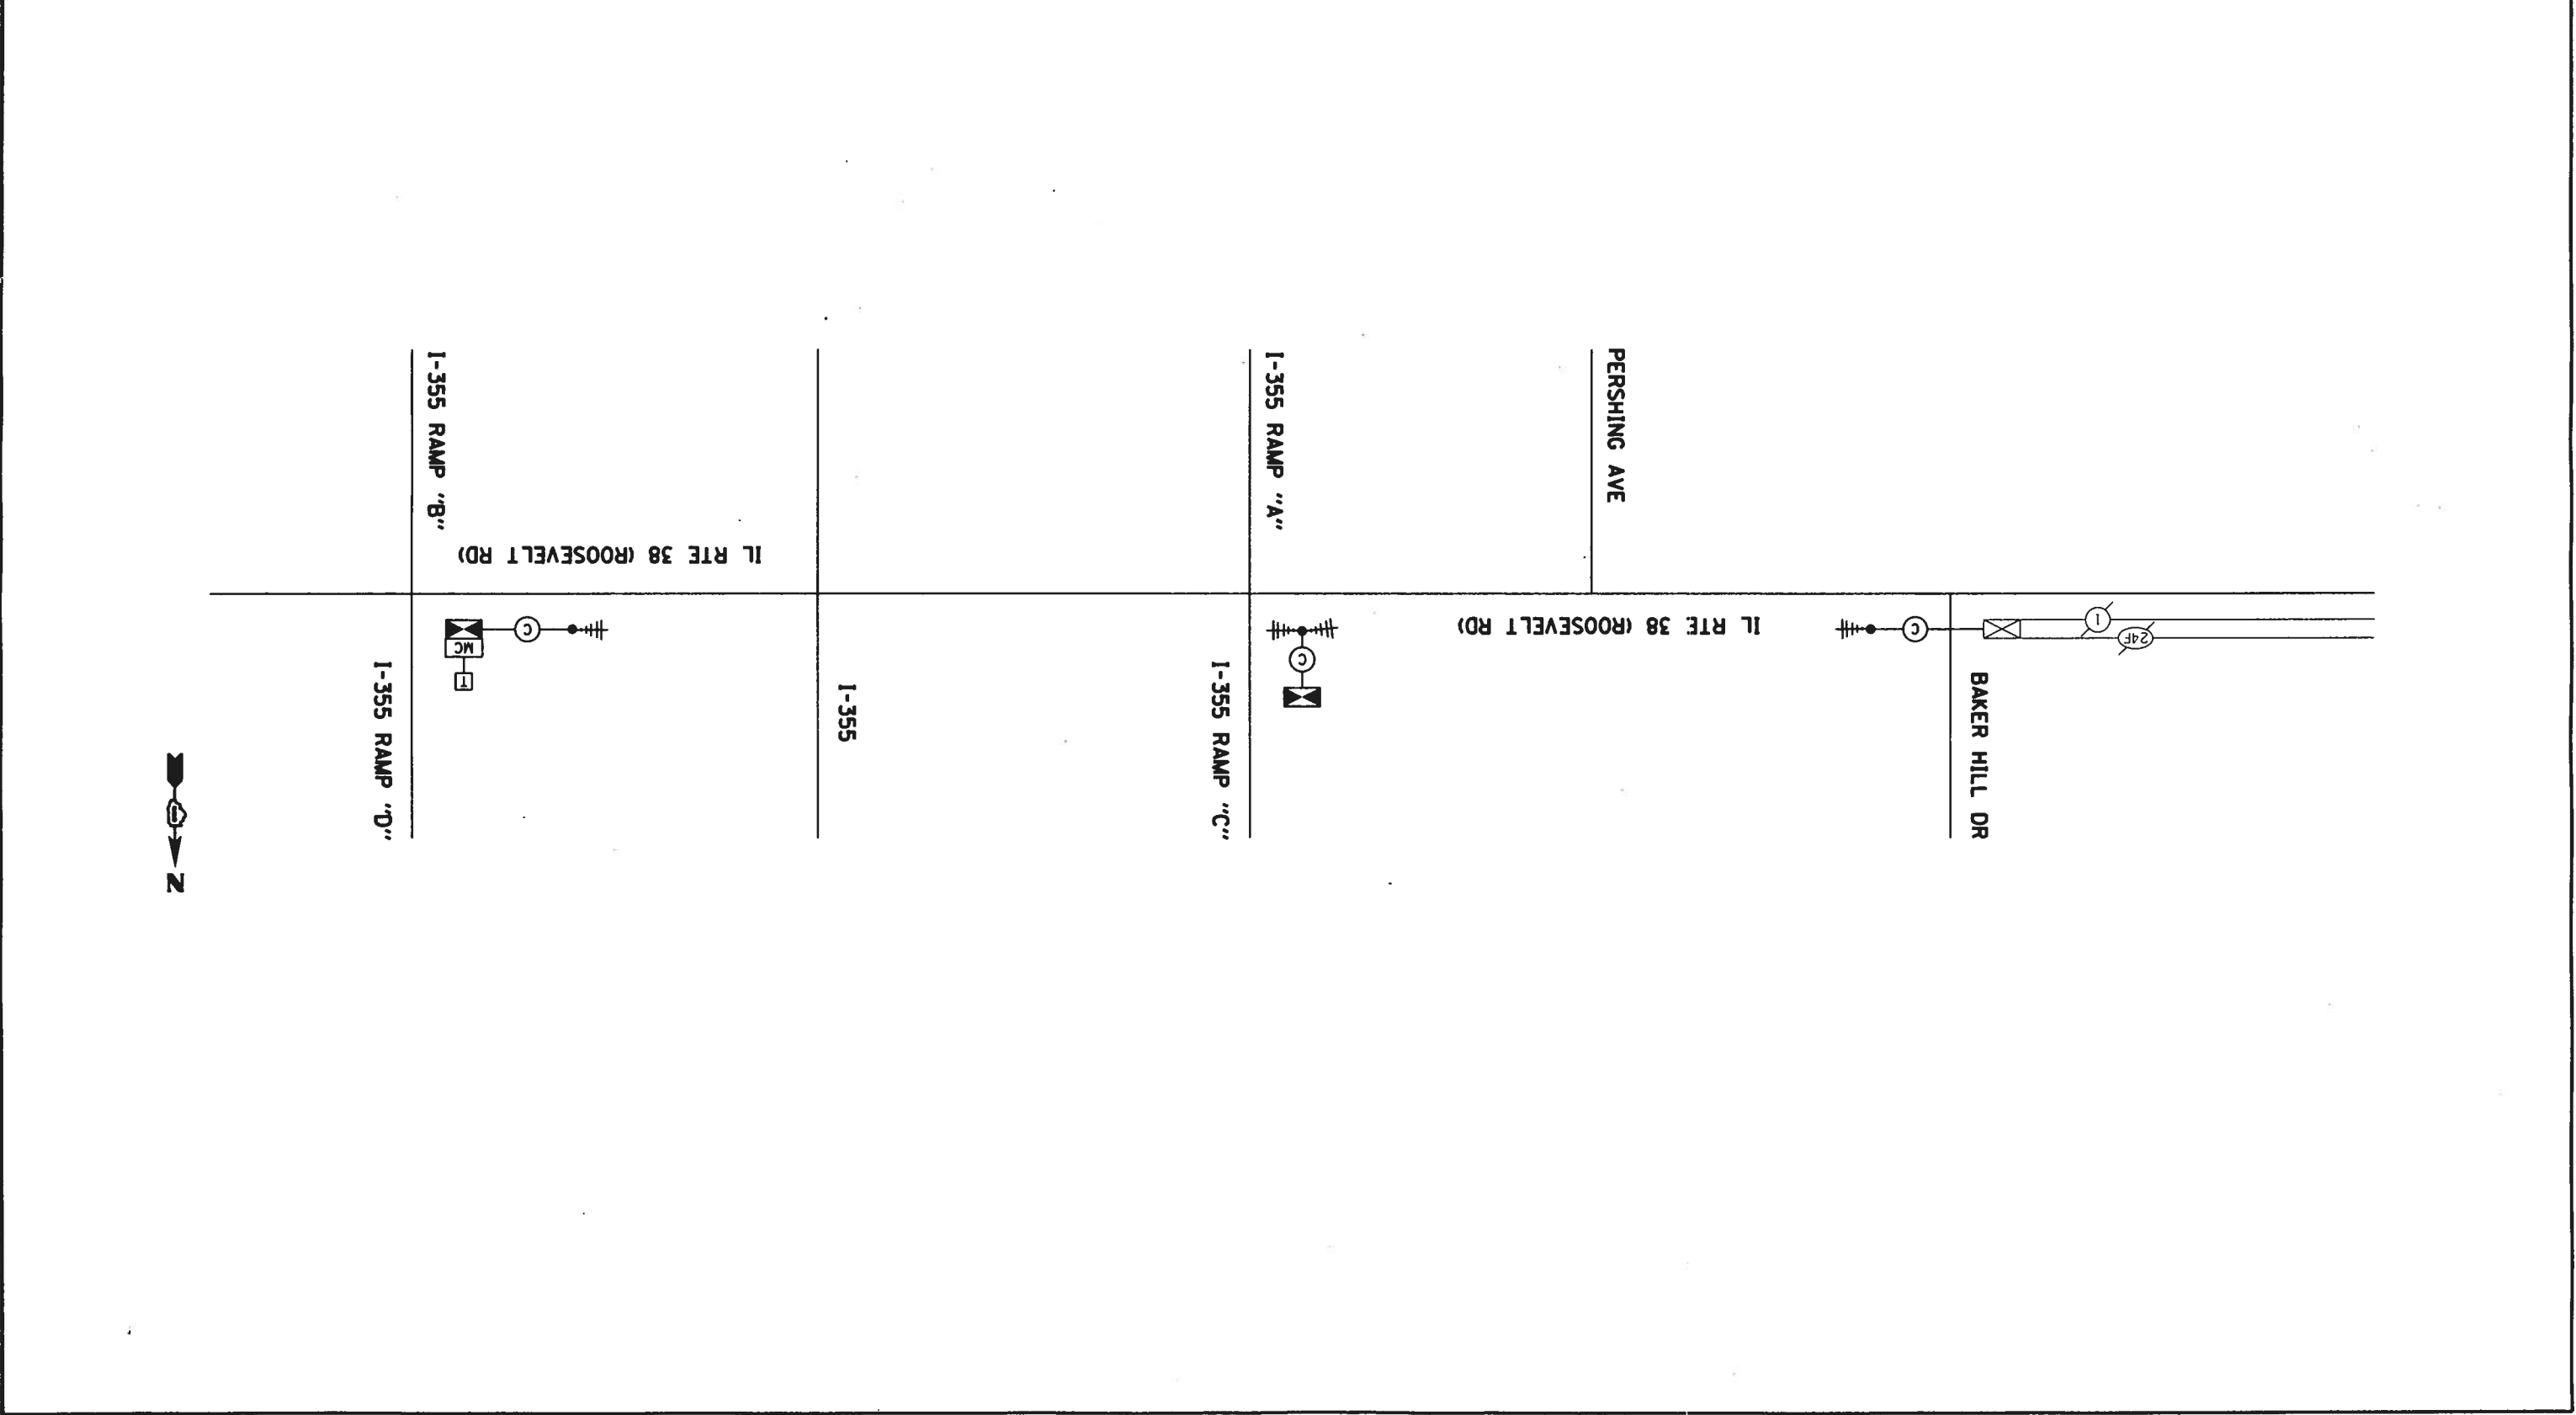 I-355 RAMP "B"
I-355 RAMP "A"
PERSHING AVE
IL RTE 38 (ROOSEVELT RD)
IL RTE 38 (ROOSEVELT RD)
1
24F
C
C
C
MC
T
I-355 RAMP "D"
I-355
I-355 RAMP "C"
BAKER HILL DR
N